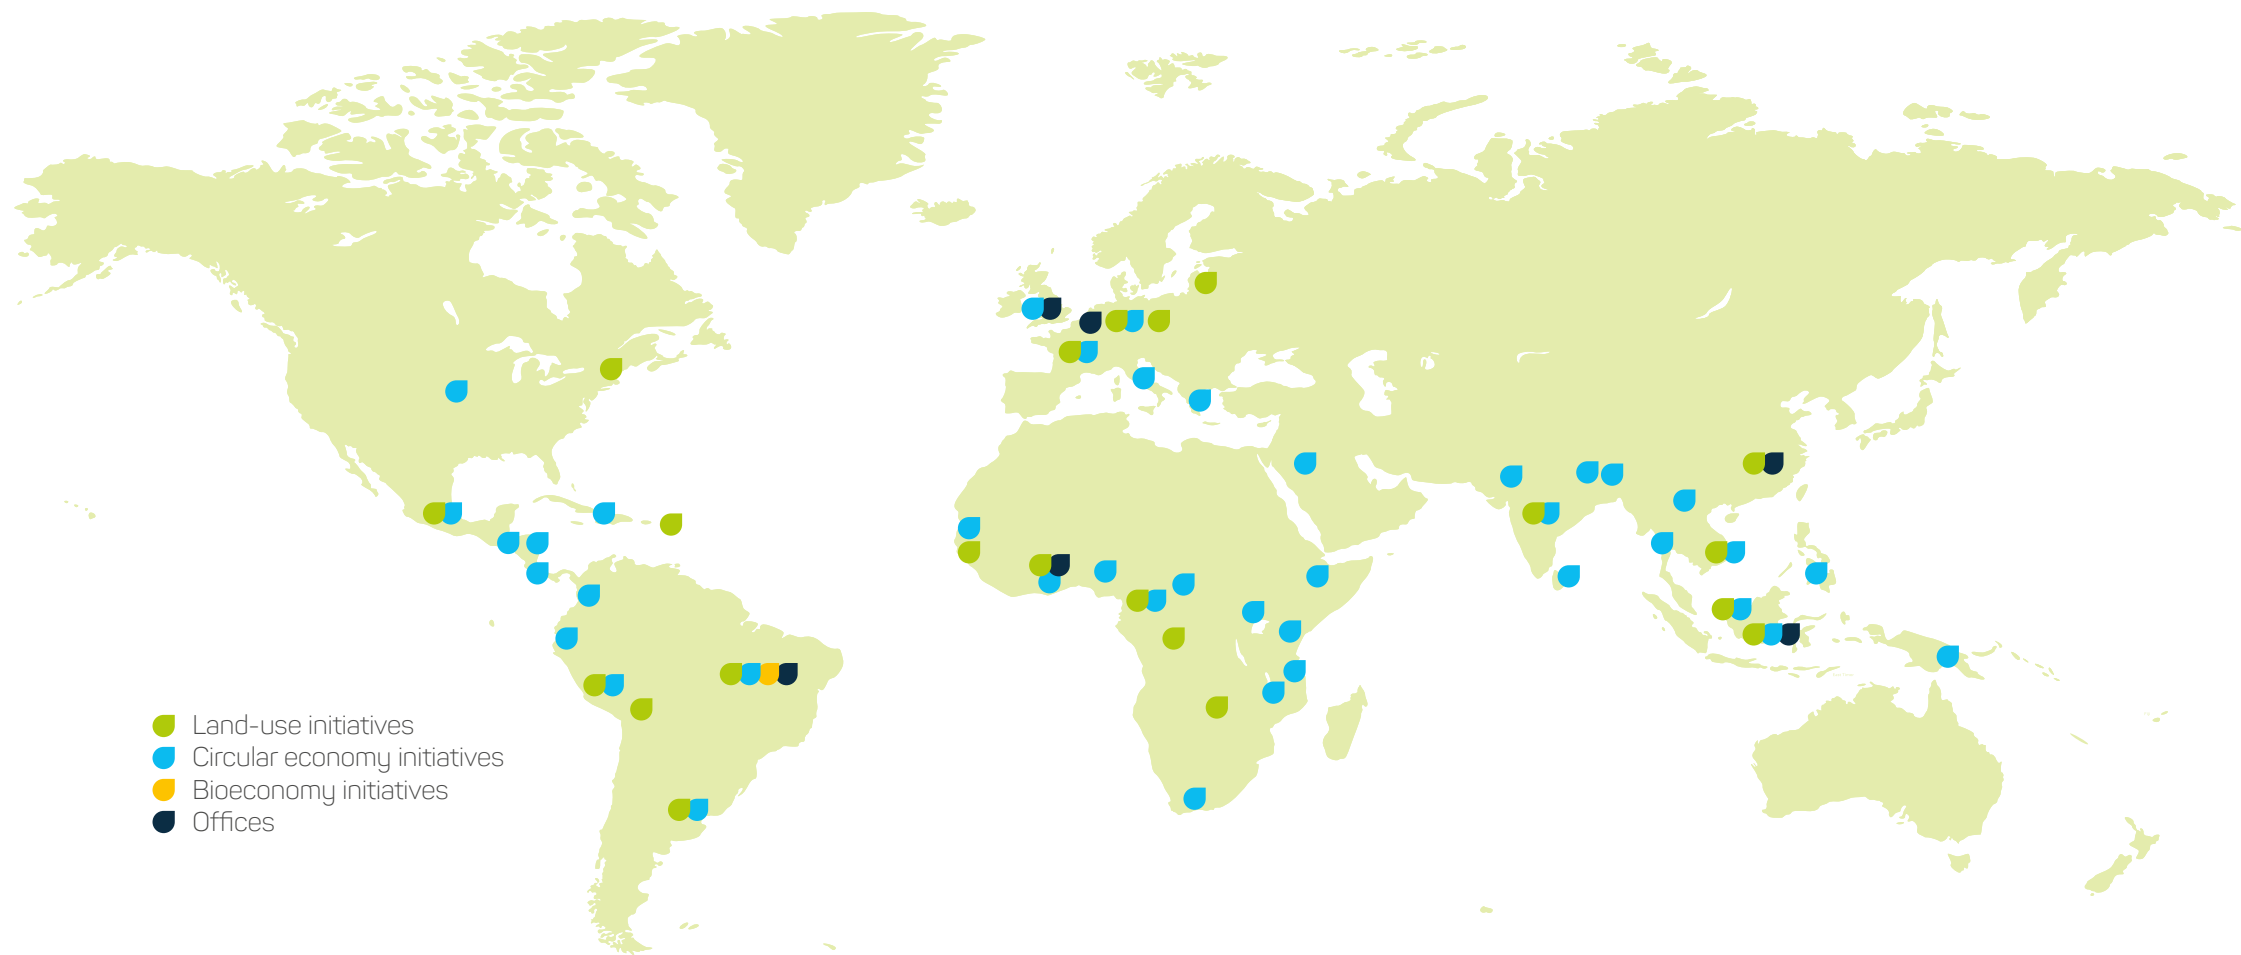 Land-use initiatives
Circular economy initiatives
Bioeconomy initiatives
Offices